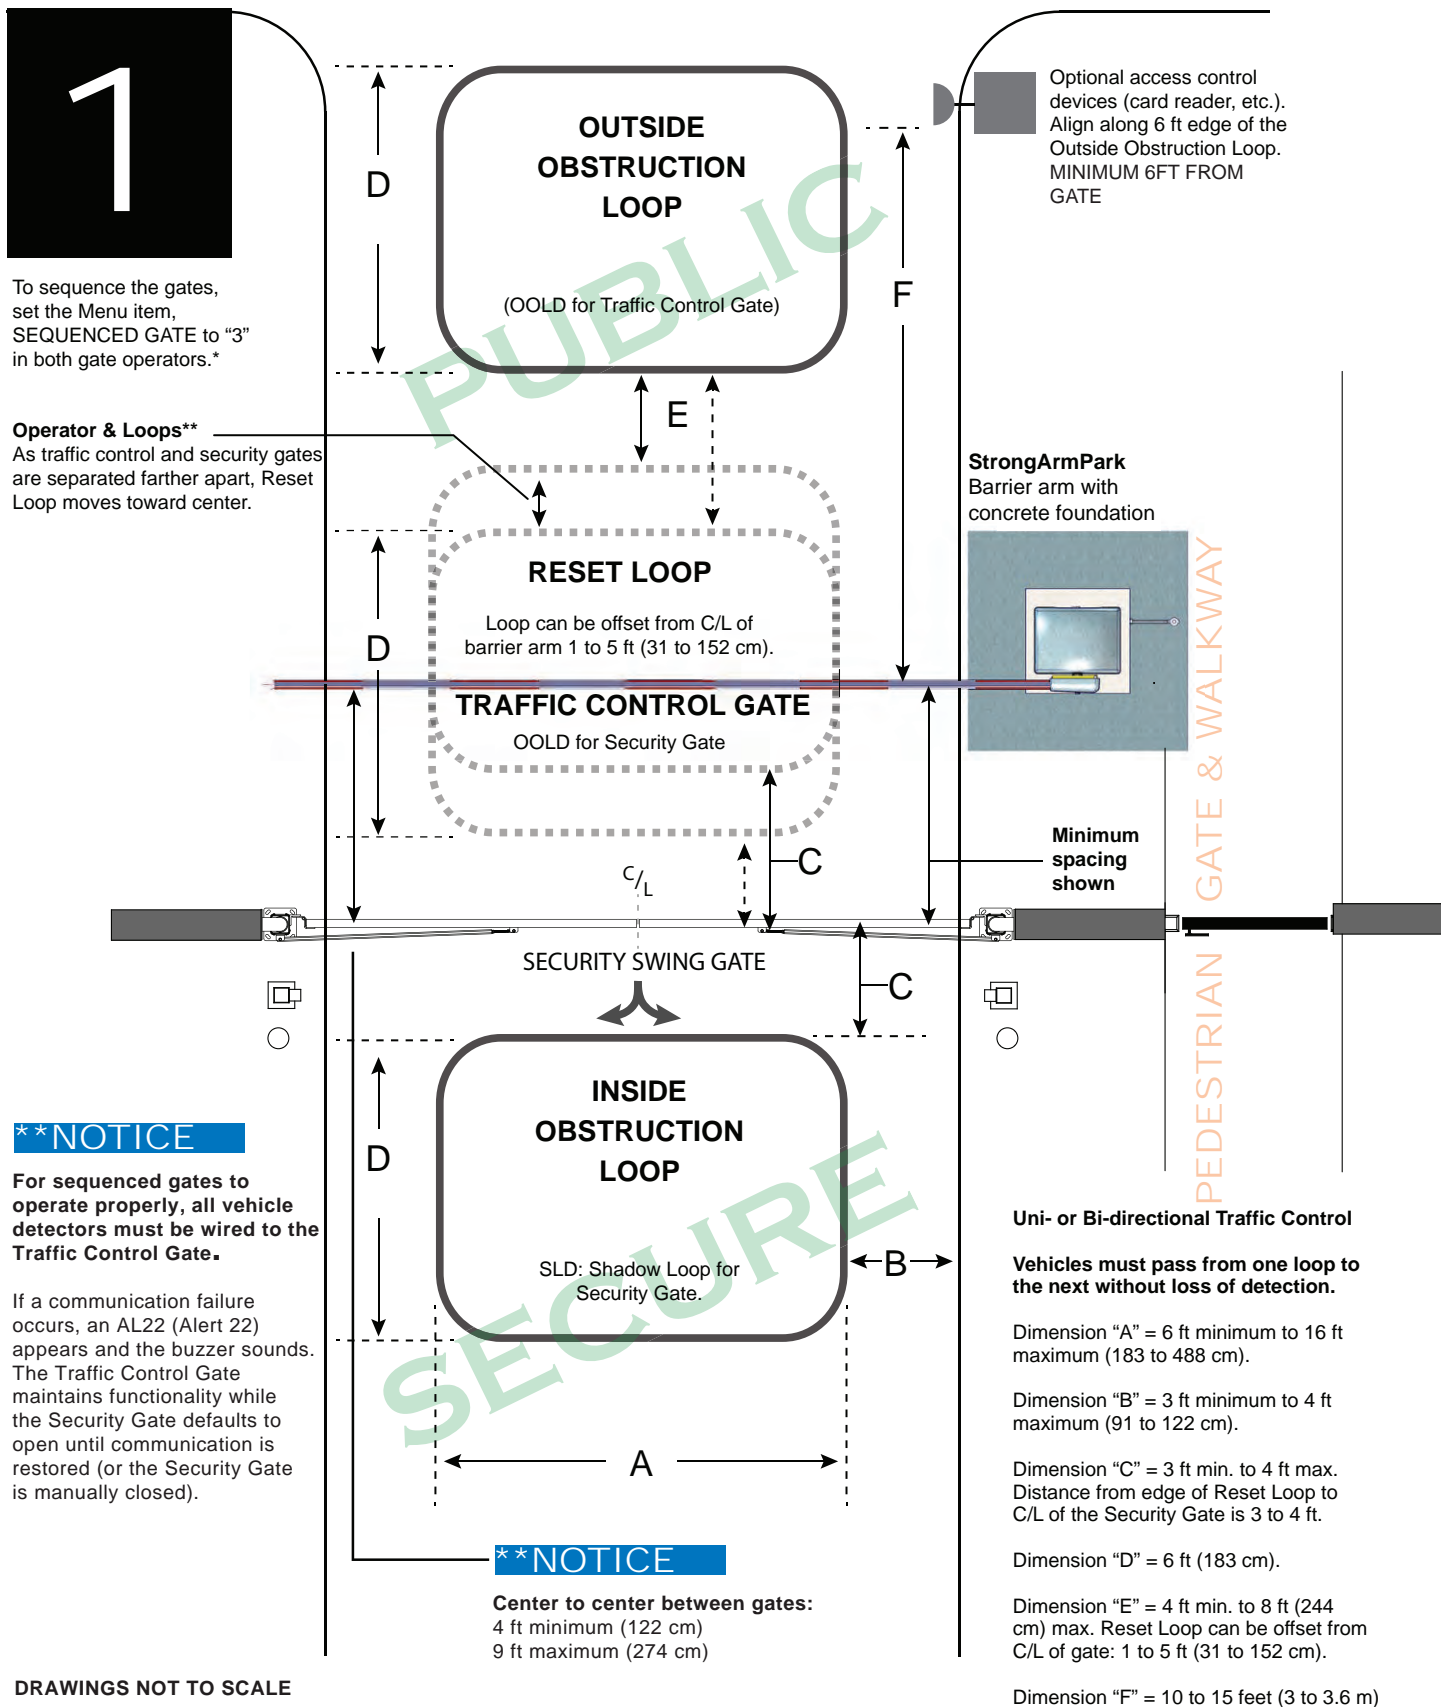 1
To sequence the gates,
set the Menu item,
SEQUENCED GATE to “3”
in both gate operators.*
Operator & Loops**
As traffic control and security gates
are separated farther apart, Reset
Loop moves toward center.
D
OUTSIDE
OBSTRUCTION
LOOP
(OOLD for Traffic Control Gate)
PUBLIC
F
E
Optional access control
devices (card reader, etc.).
Align along 6 ft edge of the
Outside Obstruction Loop.
MINIMUM 6FT FROM
GATE
StrongArmPark
Barrier arm with
concrete foundation
D
RESET LOOP
Loop can be offset from C/L of
barrier arm 1 to 5 ft (31 to 152 cm).
TRAFFIC CONTROL GATE
OOLD for Security Gate
C
Minimum
spacing
shown
PEDESTRIAN GATE & WALKWAY
C/L
SECURITY SWING GATE
C
D
INSIDE
OBSTRUCTION
LOOP
SLD: Shadow Loop for
Security Gate.
SECURE
B
A
**NOTICE
For sequenced gates to
operate properly, all vehicle
detectors must be wired to the
Traffic Control Gate.
If a communication failure
occurs, an AL22 (Alert 22)
appears and the buzzer sounds.
The Traffic Control Gate
maintains functionality while
the Security Gate defaults to
open until communication is
restored (or the Security Gate
is manually closed).
**NOTICE
Center to center between gates:
4 ft minimum (122 cm)
9 ft maximum (274 cm)
Uni- or Bi-directional Traffic Control
Vehicles must pass from one loop to
the next without loss of detection.
Dimension “A” = 6 ft minimum to 16 ft
maximum (183 to 488 cm).
Dimension “B” = 3 ft minimum to 4 ft
maximum (91 to 122 cm).
Dimension “C” = 3 ft min. to 4 ft max.
Distance from edge of Reset Loop to
C/L of the Security Gate is 3 to 4 ft.
Dimension “D” = 6 ft (183 cm).
Dimension “E” = 4 ft min. to 8 ft (244
cm) max. Reset Loop can be offset from
C/L of gate: 1 to 5 ft (31 to 152 cm).
Dimension “F” = 10 to 15 feet (3 to 3.6 m)
DRAWINGS NOT TO SCALE